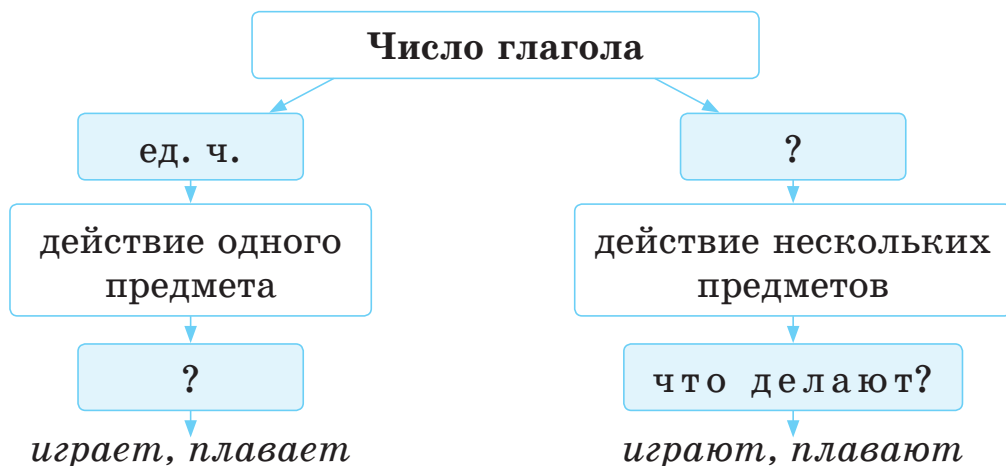 Число глагола
ед. ч.
?
действие одного
предмета
действие нескольких
предметов
?
что делают?
играет, плавает
играют, плавают